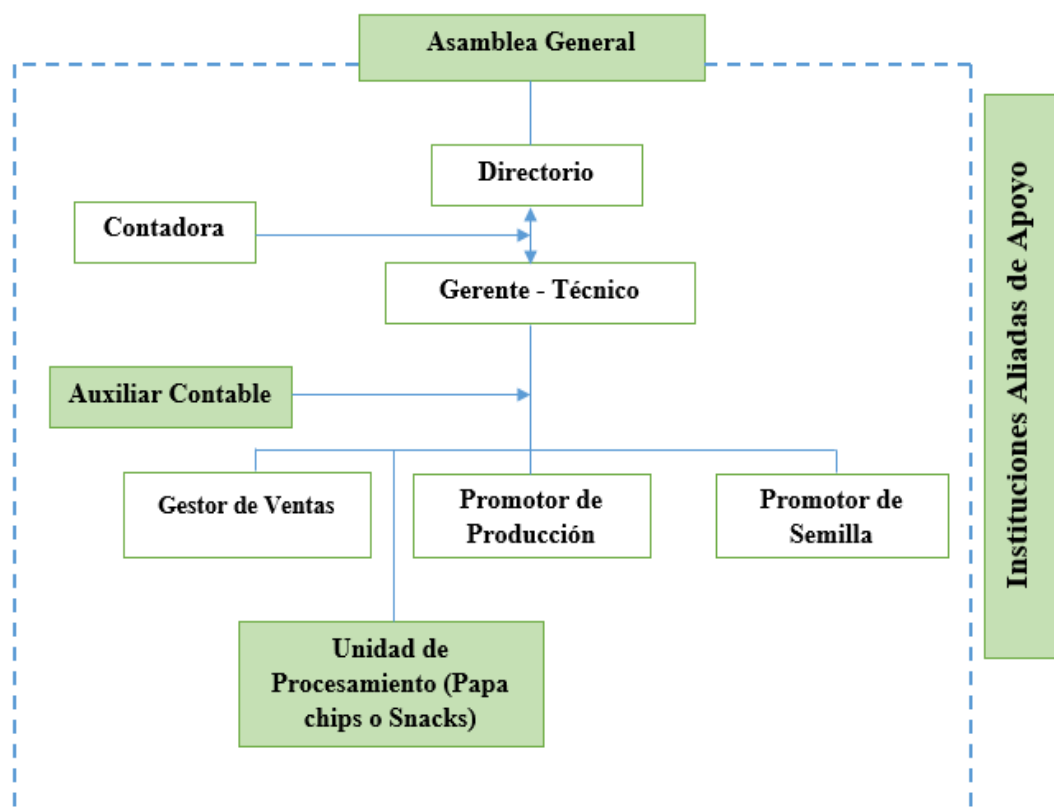 Asamblea General
Directorio
Contadora
Gerente - Técnico
Auxiliar Contable
Gestor de Ventas
Promotor de
Producción
Promotor de
Semilla
Unidad de
Procesamiento (Papa
chips o Snacks)
Instituciones Aliadas de Apoyo